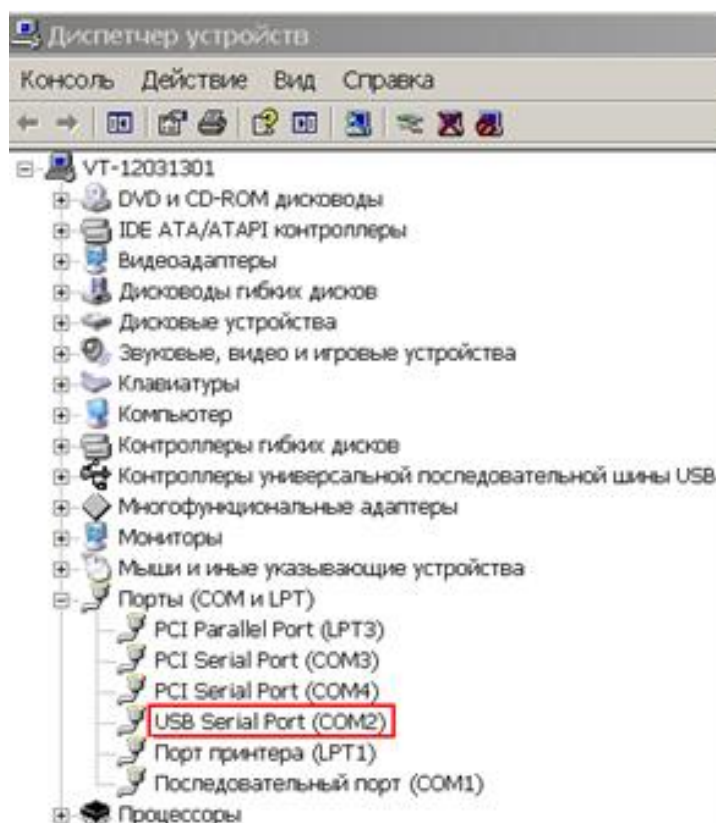 Диспетчер устройств
Консоль Действие Вид Справка
VT-12031301
DVD и CD-ROM дисководы
IDE ATA/ATAPI контроллеры
Видеоадаптеры
Дисководы гибких дисков
Дисковые устройства
Звуковые, видео и игровые устройства
Клавиатуры
Компьютер
Контроллеры гибких дисков
Контроллеры универсальной последовательной шины USB
Многофункциональные адаптеры
Мониторы
Мыши и иные указывающие устройства
Порты (COM и LPT)
PCI Parallel Port (LPT3)
PCI Serial Port (COM3)
PCI Serial Port (COM4)
USB Serial Port (COM2)
Порт принтера (LPT1)
Последовательный порт (COM1)
Процессоры